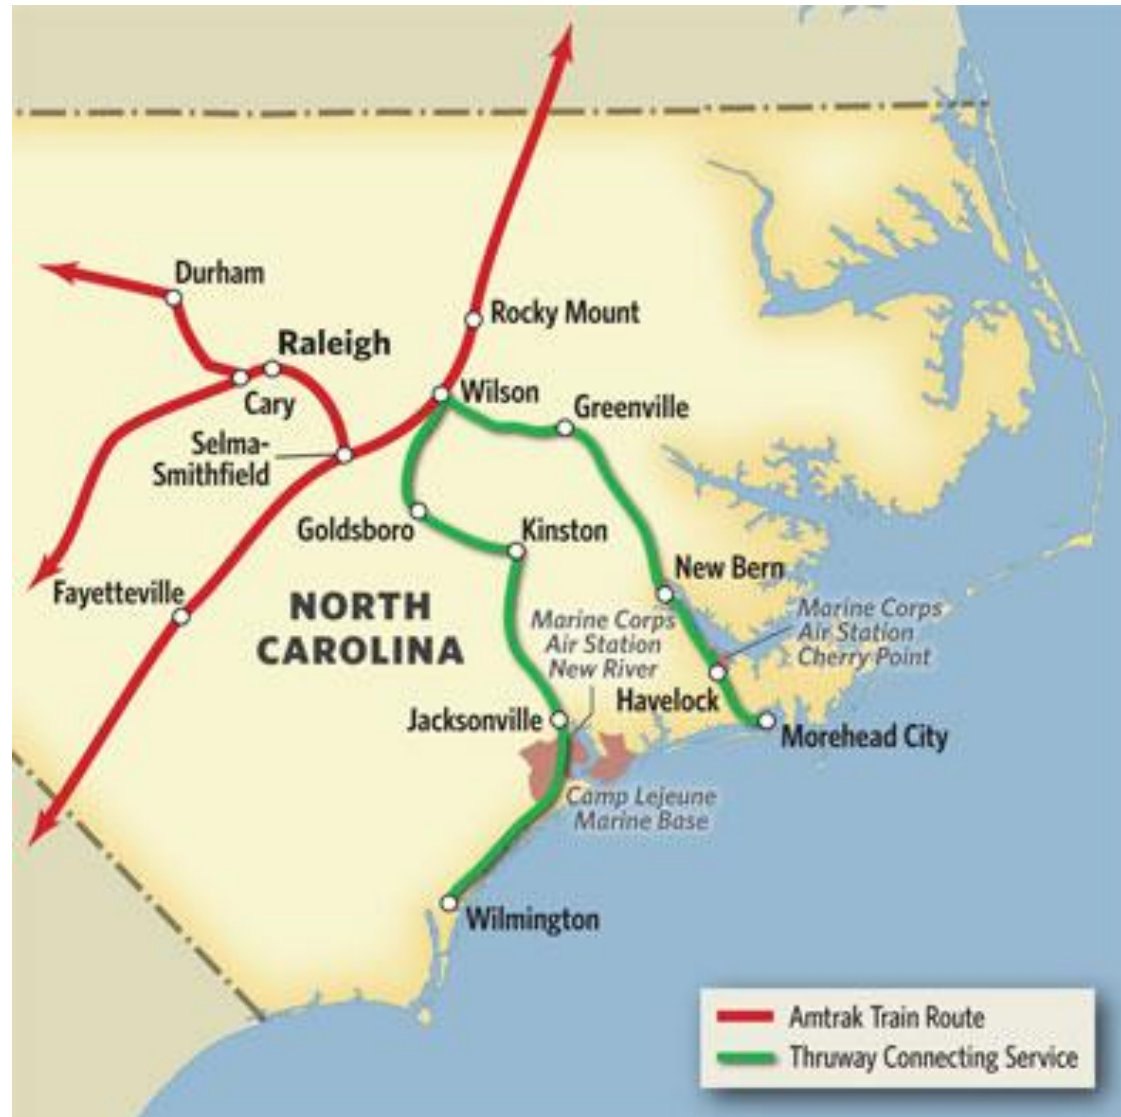 Durham
Rocky Mount
Raleigh
Cary
Wilson
Greenville
Selma-
Smithfield
Goldsboro
Kinston
New Bern
Fayetteville
NORTH
CAROLINA
Marine Corps
Air Station
New River
Marine Corps
Air Station
Cherry Point
Havelock
Jacksonville
Morehead City
Camp Lejeune
Marine Base
Wilmington
Amtrak Train Route
Thruway Connecting Service